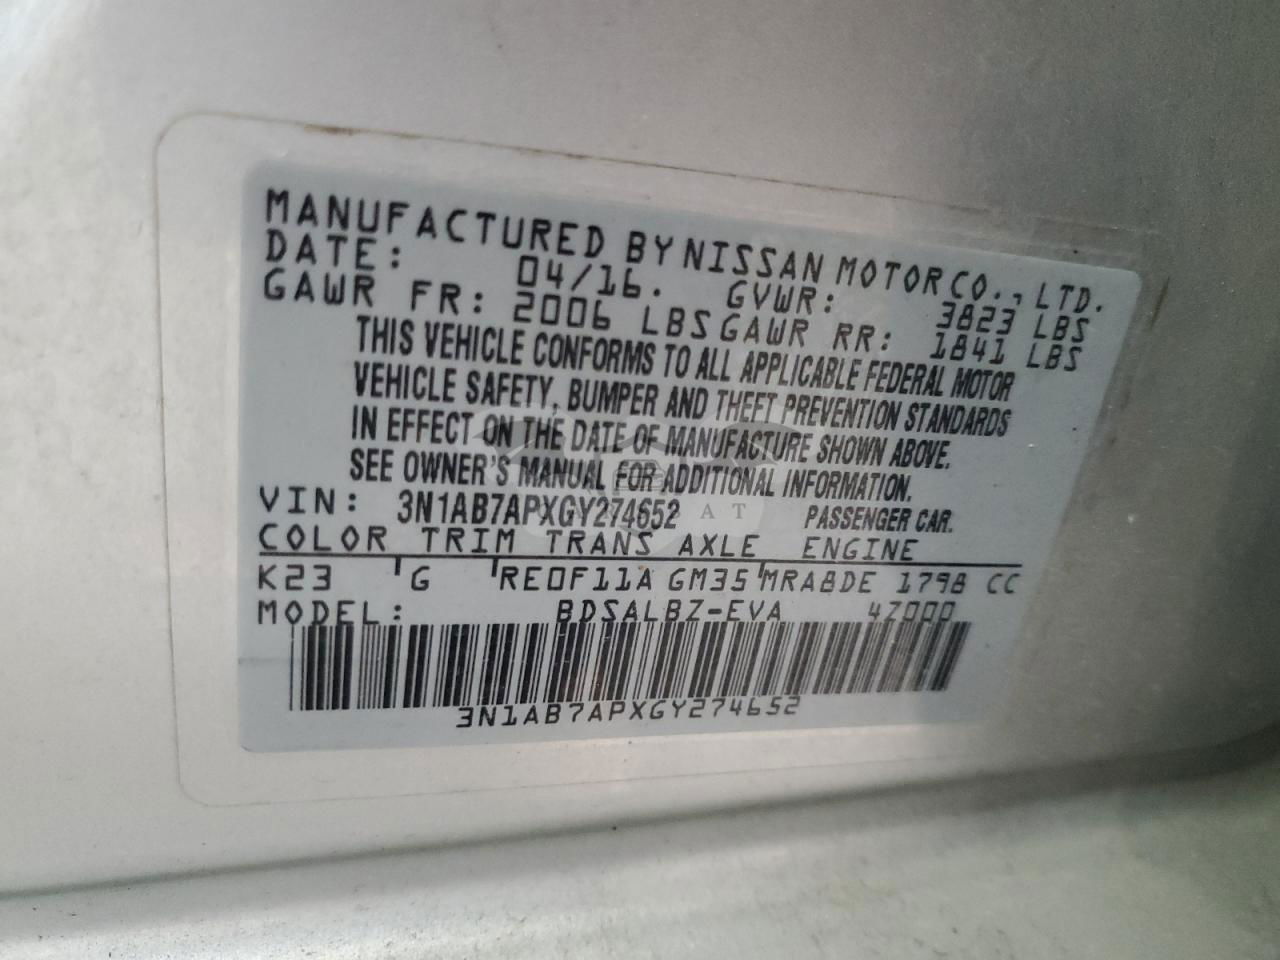 MANUFACTURED BY NISSAN MOTOR CO., LTD.
DATE: 04/16. GVWR: 3823 LBS
GAWR FR: 2006 LBS GAWR RR: 1841 LBS
THIS VEHICLE CONFORMS TO ALL APPLICABLE FEDERAL MOTOR
VEHICLE SAFETY, BUMPER AND THEFT PREVENTION STANDARDS
IN EFFECT ON THE DATE OF MANUFACTURE SHOWN ABOVE.
SEE OWNER'S MANUAL FOR ADDITIONAL INFORMATION.
VIN: 3N1AB7APXGY274652 PASSENGER CAR.
COLOR TRIM TRANS AXLE ENGINE
K23 G RE0F11A GM35 MRA8DE 1798 CC
MODEL: BDSALBZ-EVA 4Z000
3N1AB7APXGY274652